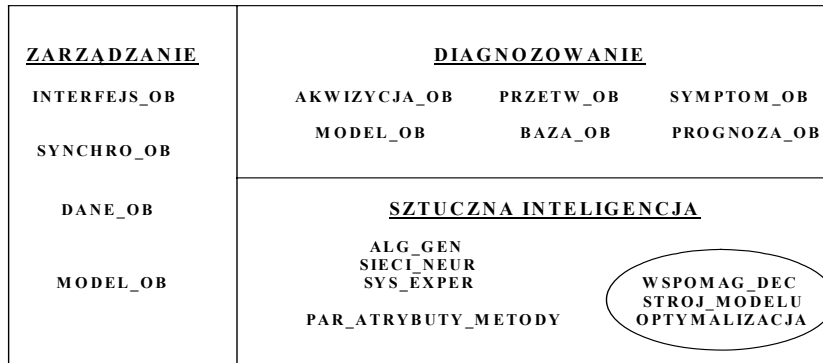 ZARZĄDZANIE
INTERFEJS_OB
SYNCHRO_OB
DANE_OB
MODEL_OB
DIAGNOZOWANIE
AKWIZYCJA_OB PRZETW_OB SYMPTOM_OB
MODEL_OB BAZA_OB PROGNOZA_OB
SZTUCZNA INTELIGENCJA
ALG_GEN
SIECI_NEUR
SYS_EXPER
PAR_ATRYBUTY_METODY
WSPOMAG_DEC
STROJ_MODELU
OPTYMALIZACJA